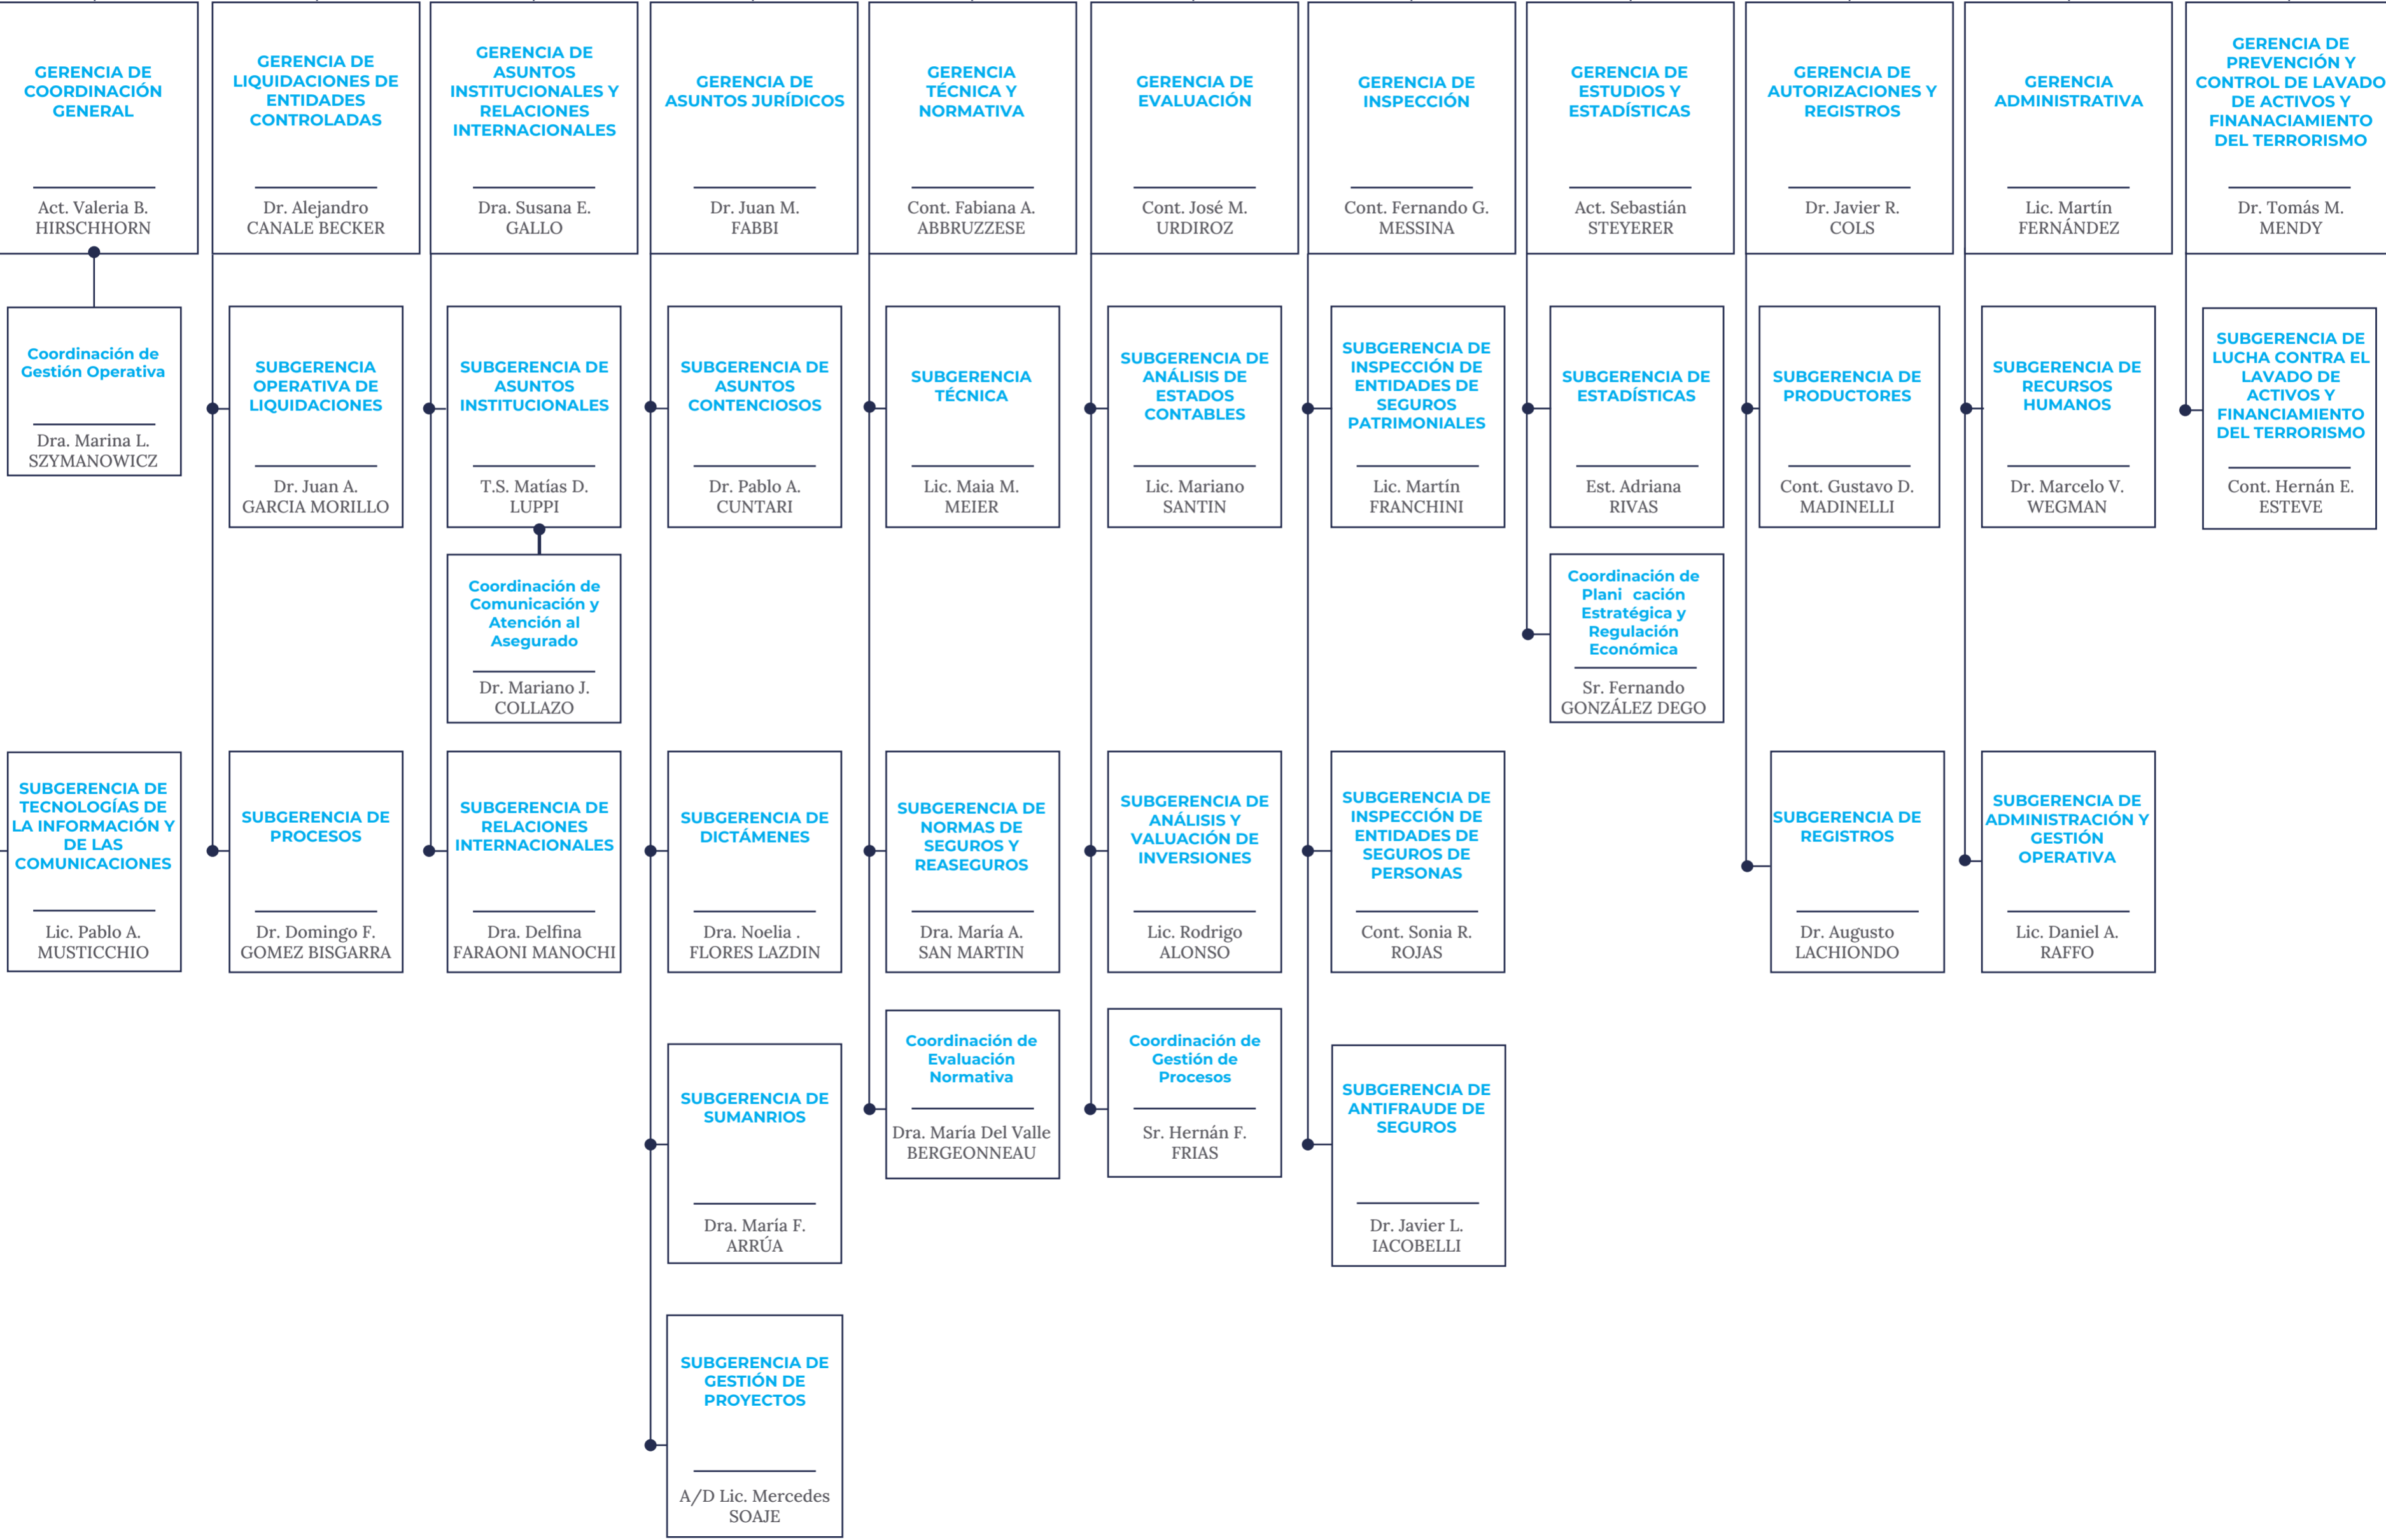 GERENCIA DE
COORDINACIÓN
GENERAL
Act. Valeria B.
HIRSCHHORN
GERENCIA DE
LIQUIDACIONES DE
ENTIDADES
CONTROLADAS
Dr. Alejandro
CANALE BECKER
GERENCIA DE
ASUNTOS
INSTITUCIONALES Y
RELACIONES
INTERNACIONALES
Dra. Susana E.
GALLO
GERENCIA DE
ASUNTOS JURÍDICOS
Dr. Juan M.
FABBI
GERENCIA
TÉCNICA Y
NORMATIVA
Cont. Fabiana A.
ABBRUZZESE
GERENCIA DE
EVALUACIÓN
Cont. José M.
URDIROZ
GERENCIA DE
INSPECCIÓN
Cont. Fernando G.
MESSINA
GERENCIA DE
ESTUDIOS Y
ESTADÍSTICAS
Act. Sebastián
STEYERER
GERENCIA DE
AUTORIZACIONES Y
REGISTROS
Dr. Javier R.
COLS
GERENCIA
ADMINISTRATIVA
Lic. Martín
FERNÁNDEZ
GERENCIA DE
PREVENCIÓN Y
CONTROL DE LAVADO
DE ACTIVOS Y
FINANACIAMIENTO
DEL TERRORISMO
Dr. Tomás M.
MENDY
Coordinación de
Gestión Operativa
Dra. Marina L.
SZYMANOWICZ
SUBGERENCIA
OPERATIVA DE
LIQUIDACIONES
Dr. Juan A.
GARCIA MORILLO
SUBGERENCIA DE
ASUNTOS
INSTITUCIONALES
T.S. Matías D.
LUPPI
SUBGERENCIA DE
ASUNTOS
CONTENCIOSOS
Dr. Pablo A.
CUNTARI
SUBGERENCIA
TÉCNICA
Lic. Maia M.
MEIER
SUBGERENCIA DE
ANÁLISIS DE
ESTADOS
CONTABLES
Lic. Mariano
SANTIN
SUBGERENCIA DE
INSPECCIÓN DE
ENTIDADES DE
SEGUROS
PATRIMONIALES
Lic. Martín
FRANCHINI
SUBGERENCIA DE
ESTADÍSTICAS
Est. Adriana
RIVAS
SUBGERENCIA DE
PRODUCTORES
Cont. Gustavo D.
MADINELLI
SUBGERENCIA DE
RECURSOS
HUMANOS
Dr. Marcelo V.
WEGMAN
SUBGERENCIA DE
LUCHA CONTRA EL
LAVADO DE
ACTIVOS Y
FINANCIAMIENTO
DEL TERRORISMO
Cont. Hernán E.
ESTEVE
Coordinación de
Comunicación y
Atención al
Asegurado
Dr. Mariano J.
COLLAZO
Coordinación de
Plani cación
Estratégica y
Regulación
Económica
Sr. Fernando
GONZÁLEZ DEGO
SUBGERENCIA DE
TECNOLOGÍAS DE
LA INFORMACIÓN Y
DE LAS
COMUNICACIONES
Lic. Pablo A.
MUSTICCHIO
SUBGERENCIA DE
PROCESOS
Dr. Domingo F.
GOMEZ BISGARRA
SUBGERENCIA DE
RELACIONES
INTERNACIONALES
Dra. Delfina
FARAONI MANOCHI
SUBGERENCIA DE
DICTÁMENES
Dra. Noelia .
FLORES LAZDIN
SUBGERENCIA DE
NORMAS DE
SEGUROS Y
REASEGUROS
Dra. María A.
SAN MARTIN
SUBGERENCIA DE
ANÁLISIS Y
VALUACIÓN DE
INVERSIONES
Lic. Rodrigo
ALONSO
SUBGERENCIA DE
INSPECCIÓN DE
ENTIDADES DE
SEGUROS DE
PERSONAS
Cont. Sonia R.
ROJAS
SUBGERENCIA DE
REGISTROS
Dr. Augusto
LACHIONDO
SUBGERENCIA DE
ADMINISTRACIÓN Y
GESTIÓN
OPERATIVA
Lic. Daniel A.
RAFFO
SUBGERENCIA DE
SUMANRIOS
Dra. María F.
ARRÚA
Coordinación de
Evaluación
Normativa
Dra. María Del Valle
BERGEONNEAU
Coordinación de
Gestión de
Procesos
Sr. Hernán F.
FRIAS
SUBGERENCIA DE
ANTIFRAUDE DE
SEGUROS
Dr. Javier L.
IACOBELLI
SUBGERENCIA DE
GESTIÓN DE
PROYECTOS
A/D Lic. Mercedes
SOAJE